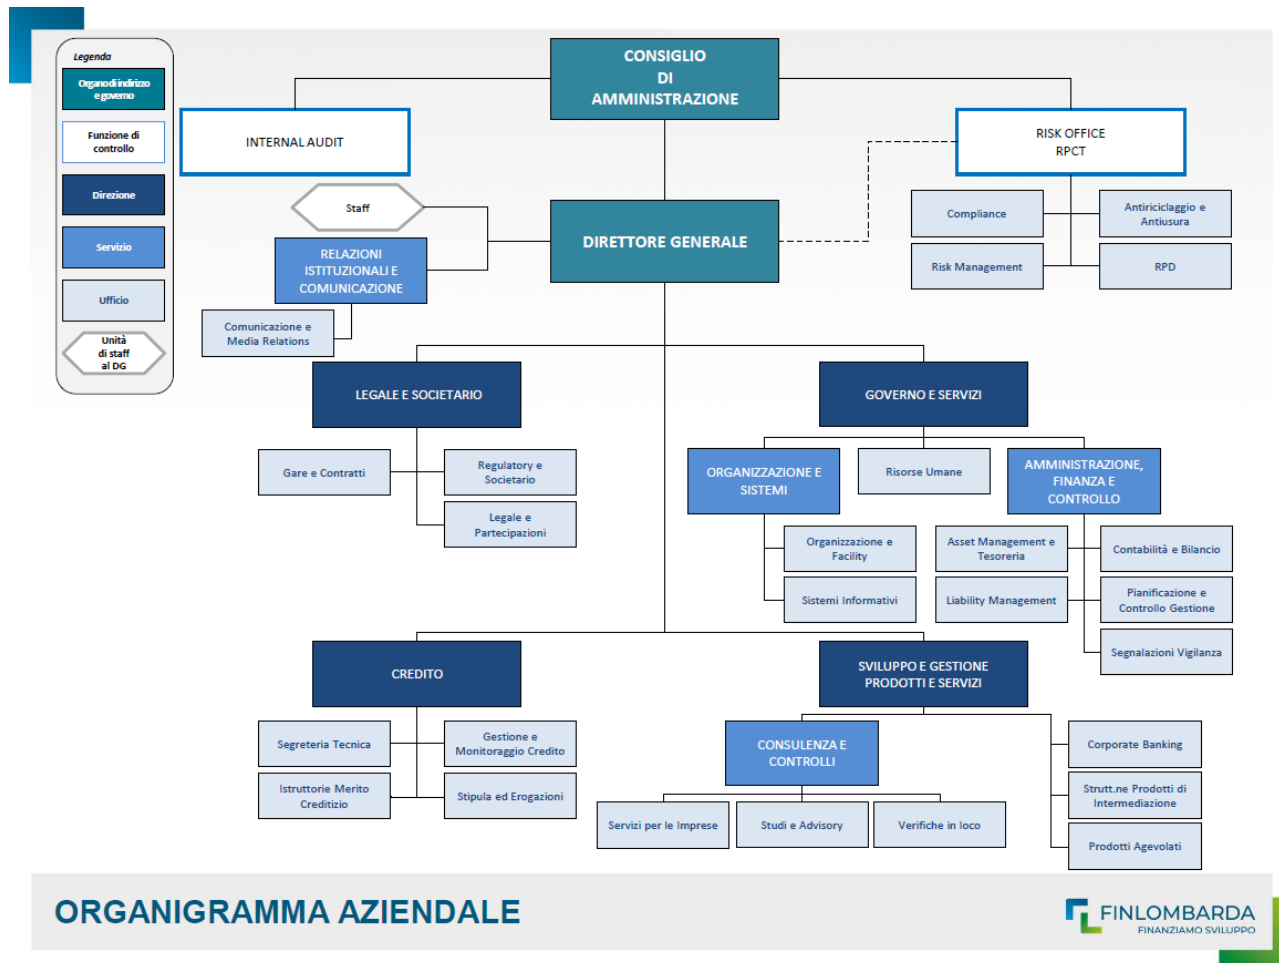 Legenda
Organo di indirizzo
e governo
Funzione di
controllo
Direzione
Servizio
Ufficio
Unità
di staff
al DG
CONSIGLIO
DI
AMMINISTRAZIONE
INTERNAL AUDIT
RISK OFFICE
RPCT
Staff
DIRETTORE GENERALE
Compliance
Antiriciclaggio e
Antiusura
Risk Management
RPD
RELAZIONI
ISTITUZIONALI E
COMUNICAZIONE
Comunicazione e
Media Relations
LEGALE E SOCIETARIO
GOVERNO E SERVIZI
Gare e Contratti
Regulatory e
Societario
Legale e
Partecipazioni
ORGANIZZAZIONE E
SISTEMI
Risorse Umane
AMMINISTRAZIONE,
FINANZA E
CONTROLLO
Organizzazione e
Facility
Sistemi Informativi
Asset Management e
Tesoreria
Contabilità e Bilancio
Liability Management
Pianificazione e
Controllo Gestione
Segnalazioni Vigilanza
CREDITO
SVILUPPO E GESTIONE
PRODOTTI E SERVIZI
Segreteria Tecnica
Gestione e
Monitoraggio Credito
Istruttorie Merito
Creditizio
Stipula ed Erogazioni
CONSULENZA E
CONTROLLI
Corporate Banking
Strutt.ne Prodotti di
Intermediazione
Prodotti Agevolati
Servizi per le Imprese
Studi e Advisory
Verifiche in loco
ORGANIGRAMMA AZIENDALE
FINLOMBARDA
FINANZIAMO SVILUPPO